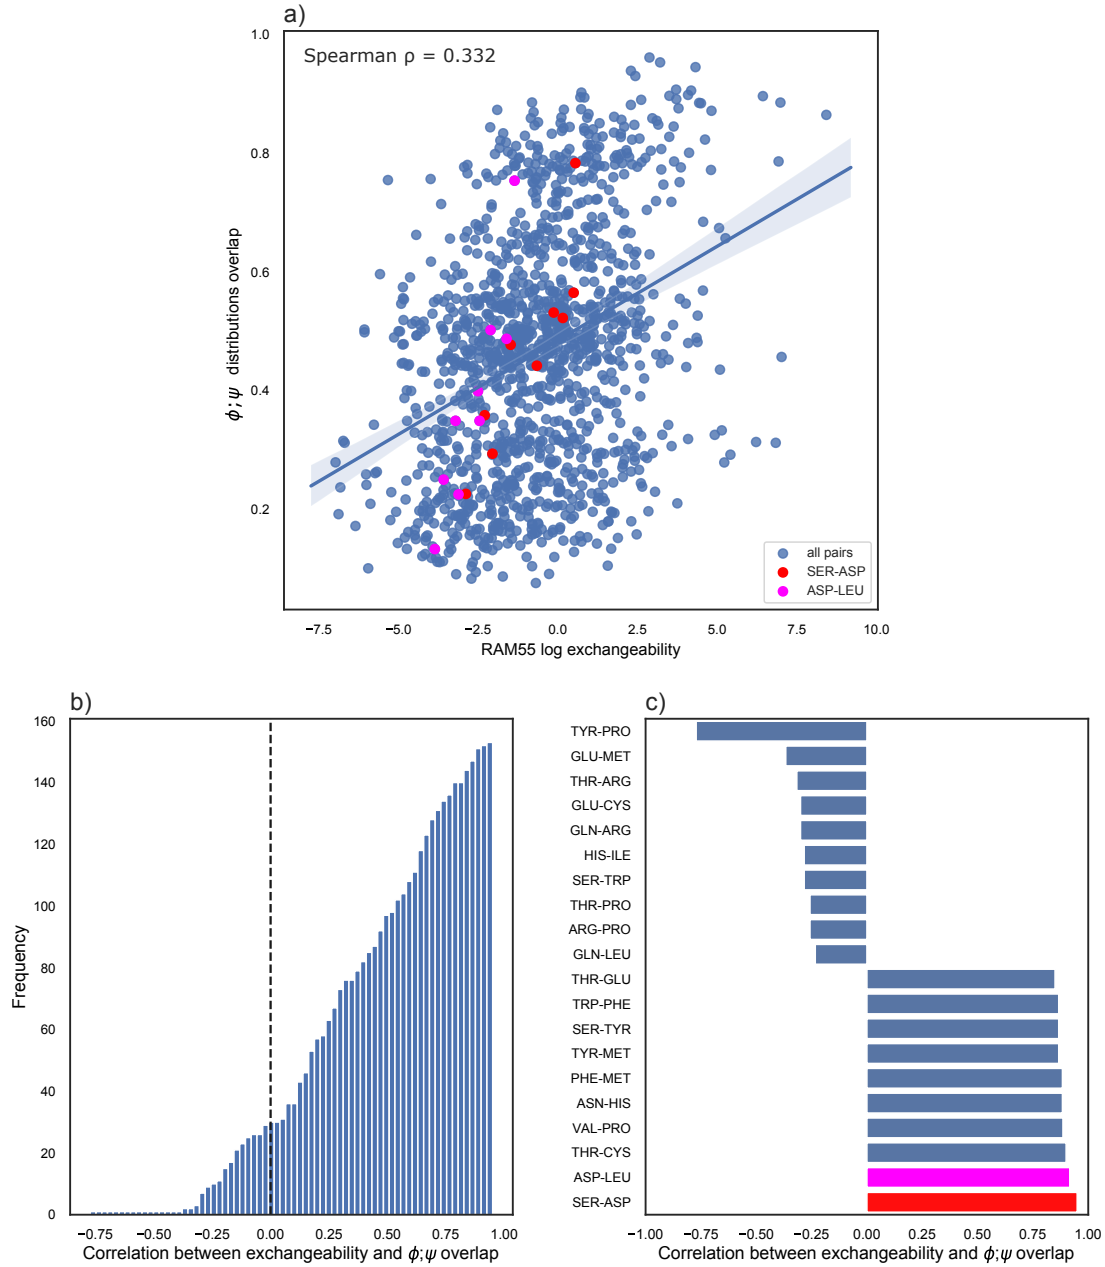 a)
Spearman ρ = 0.332
1.0
0.8
0.6
0.4
0.2
ϕ;ψ distributions overlap
all pairs
SER-ASP
ASP-LEU
−7.5 −5.0 −2.5 0.0 2.5 5.0 7.5 10.0
RAM55 log exchangeability
b)
160
140
120
100
80
60
40
20
0
Frequency
−0.75 −0.50 −0.25 0.00 0.25 0.50 0.75 1.00
Correlation between exchangeability and ϕ;ψ overlap
c)
TYR-PRO
GLU-MET
THR-ARG
GLU-CYS
GLN-ARG
HIS-ILE
SER-TRP
THR-PRO
ARG-PRO
GLN-LEU
THR-GLU
TRP-PHE
SER-TYR
TYR-MET
PHE-MET
ASN-HIS
VAL-PRO
THR-CYS
ASP-LEU
SER-ASP
−1.00 −0.75 −0.50 −0.25 0.00 0.25 0.50 0.75 1.00
Correlation between exchangeability and ϕ;ψ overlap